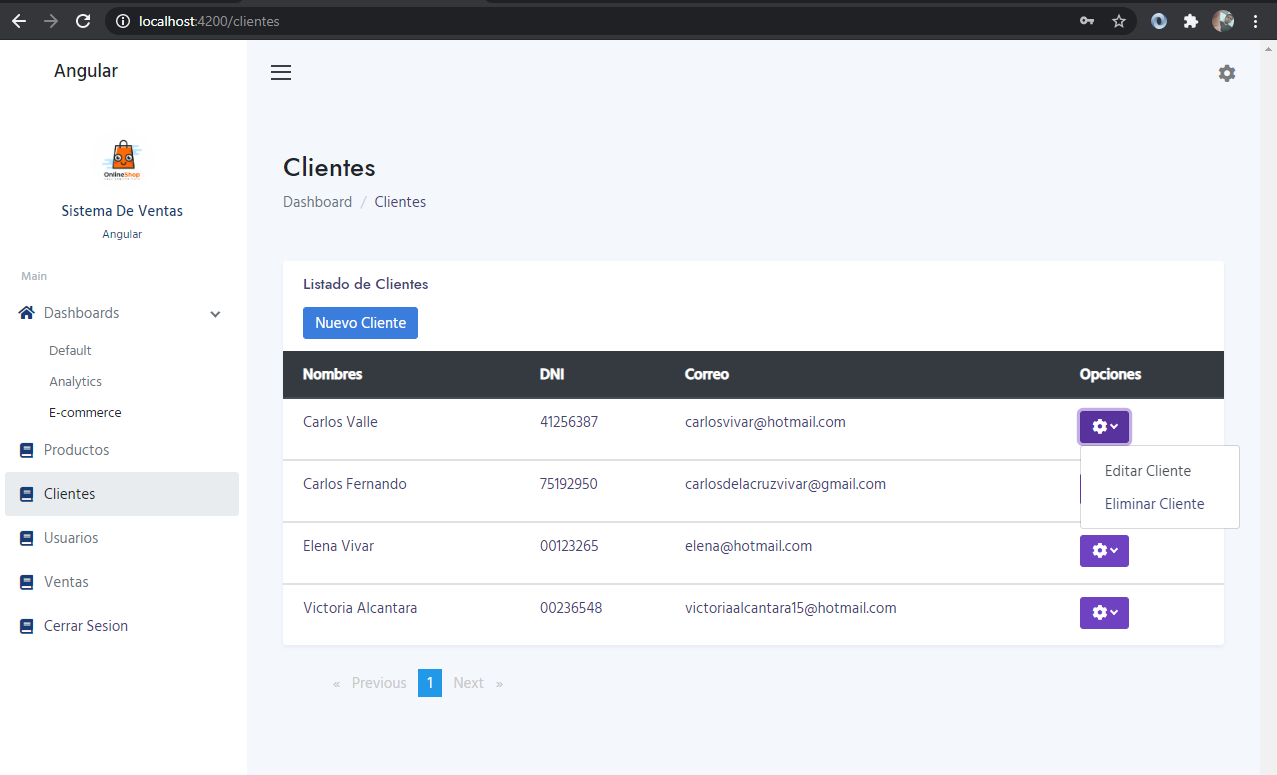 localhost:4200/clientes
Angular
OnlineShop
Sistema De Ventas
Angular
Main
Dashboards
Default
Analytics
E-commerce
Productos
Clientes
Usuarios
Ventas
Cerrar Sesion
Clientes
Dashboard / Clientes
Listado de Clientes
Nuevo Cliente
Nombres DNI Correo Opciones
Carlos Valle 41256387 carlosvivar@hotmail.com
Editar Cliente
Eliminar Cliente
Carlos Fernando 75192950 carlosdelacruzvivar@gmail.com
Elena Vivar 00123265 elena@hotmail.com
Victoria Alcantara 00236548 victoriaalcantara15@hotmail.com
« Previous 1 Next »